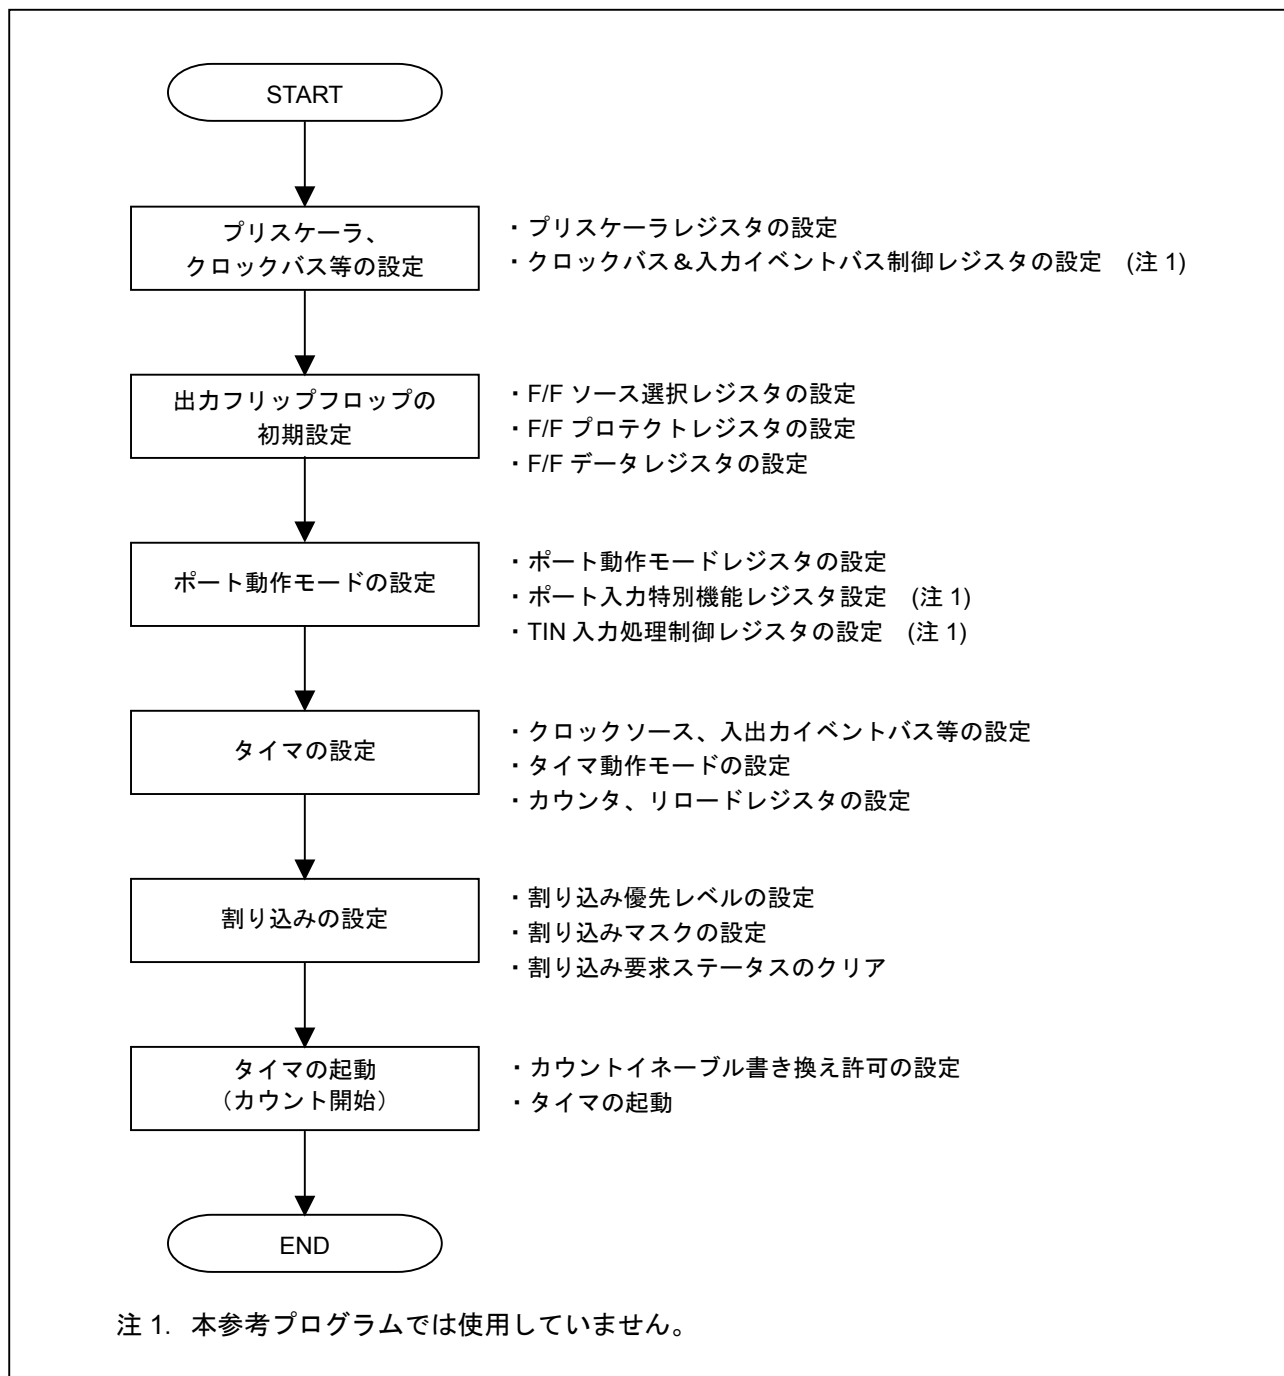 START
プリスケーラ、
クロックバス等の設定
・プリスケーラレジスタの設定
・クロックバス＆入力イベントバス制御レジスタの設定　(注 1)
出力フリップフロップの
初期設定
・F/F ソース選択レジスタの設定
・F/F プロテクトレジスタの設定
・F/F データレジスタの設定
ポート動作モードの設定
・ポート動作モードレジスタの設定
・ポート入力特別機能レジスタ設定　(注 1)
・TIN 入力処理制御レジスタの設定　(注 1)
タイマの設定
・クロックソース、入出力イベントバス等の設定
・タイマ動作モードの設定
・カウンタ、リロードレジスタの設定
割り込みの設定
・割り込み優先レベルの設定
・割り込みマスクの設定
・割り込み要求ステータスのクリア
タイマの起動
（カウント開始）
・カウントイネーブル書き換え許可の設定
・タイマの起動
END
注 1.  本参考プログラムでは使用していません。